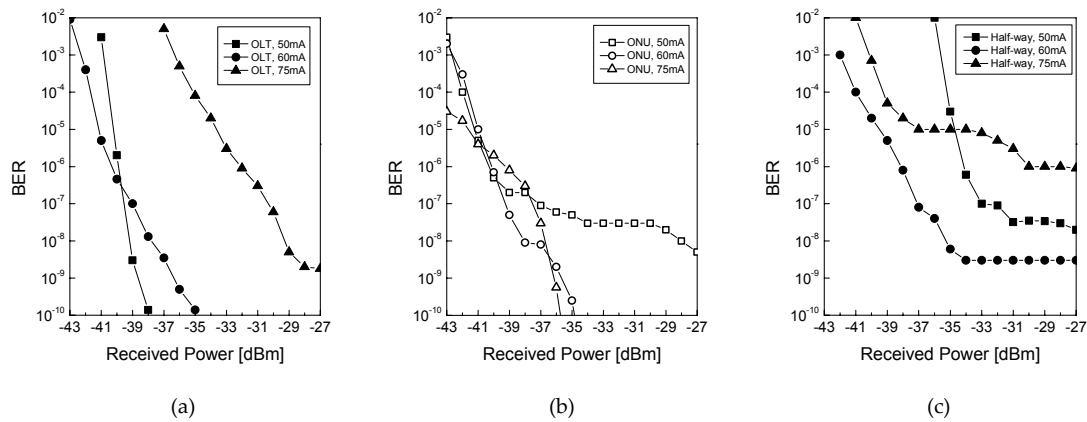 10-2
10-3
10-4
10-5
10-6
10-7
10-8
10-9
10-10
BER
OLT, 50mA
OLT, 60mA
OLT, 75mA
-43 -41 -39 -37 -35 -33 -31 -29 -27
Received Power [dBm]
(a)
10-2
10-3
10-4
10-5
10-6
10-7
10-8
10-9
10-10
BER
ONU, 50mA
ONU, 60mA
ONU, 75mA
-43 -41 -39 -37 -35 -33 -31 -29 -27
Received Power [dBm]
(b)
10-2
10-3
10-4
10-5
10-6
10-7
10-8
10-9
10-10
BER
Half-way, 50mA
Half-way, 60mA
Half-way, 75mA
-43 -41 -39 -37 -35 -33 -31 -29 -27
Received Power [dBm]
(c)